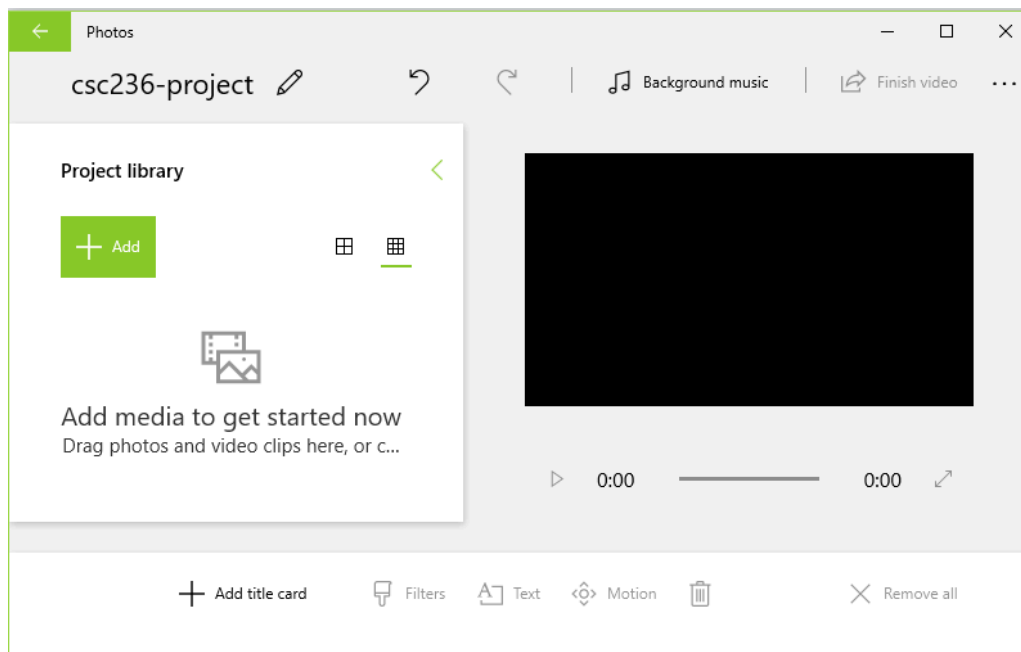 Photos
csc236-project
Background music
Finish video
Project library
Add
Add media to get started now
Drag photos and video clips here, or c...
0:00
0:00
Add title card
Filters
Text
Motion
Remove all